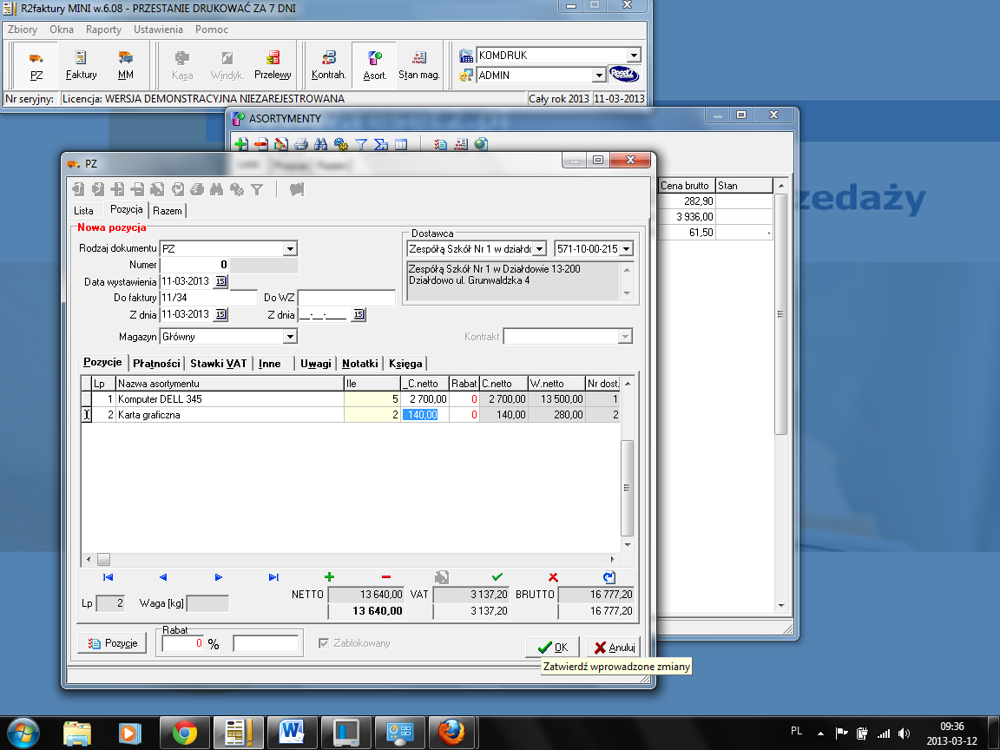 R2faktury MINI w.6.08 - PRZESTANIE DRUKOWAĆ ZA 7 DNI
Zbiory Okna Raporty Ustawienia Pomoc
PZ Faktury MM Kasa Windyk. Przelewy Kontrah. Asort. Stan mag.
KOMDRUK
ADMIN
Nr seryjny: Licencja: WERSJA DEMONSTRACYJNA NIEZAREJESTROWANA Cały rok 2013 11-03-2013
ASORTYMENTY
Cena brutto Stan
282,90
3 936,00
61,50 -
zedaży
PZ
Lista Pozycja Razem
Nowa pozycja
Rodzaj dokumentu PZ
Numer 0
Data wystawienia 11-03-2013 15
Do faktury 11/34 Do WZ
Z dnia 11-03-2013 15 Z dnia __-__-____ 15
Magazyn Główny Kontrakt
Dostawca
Zespółą Szkół Nr 1 w działdo 571-10-00-215
Zespółą Szkół Nr 1 w Działdowie 13-200
Działdowo ul. Grunwaldzka 4
Pozycje Płatności Stawki VAT Inne Uwagi Notatki Księga
Lp Nazwa asortymentu Ile _C.netto Rabat C.netto W.netto Nr dost.
1 Komputer DELL 345 5 2 700,00 0 2 700,00 13 500,00 1
2 Karta graficzna 2 140,00 0 140,00 280,00 2
NETTO 13 640,00 VAT 3 137,20 BRUTTO 16 777,20
Lp 2 Waga [kg]
13 640,00 3 137,20 16 777,20
Pozycje Rabat 0 % Zablokowany OK Anuluj
Zatwierdź wprowadzone zmiany
PL 09:36
2013-03-12